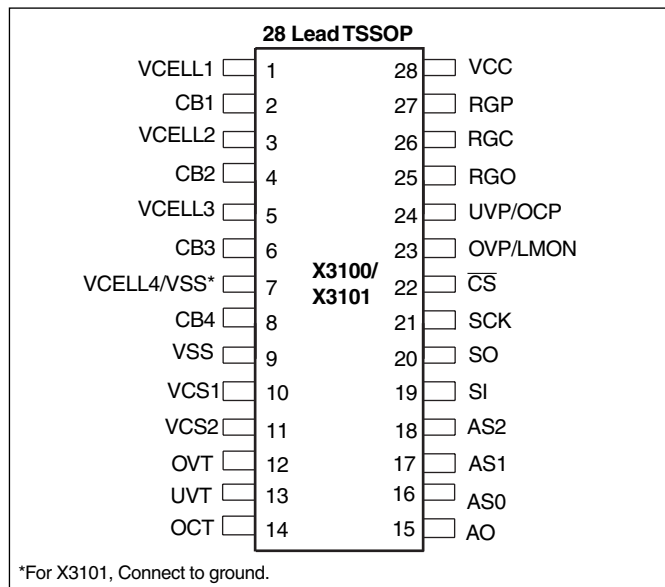 28 Lead TSSOP
VCELL1 1 28 VCC
CB1 2 27 RGP
VCELL2 3 26 RGC
CB2 4 25 RGO
VCELL3 5 24 UVP/OCP
CB3 6 23 OVP/LMON
X3100/
X3101
VCELL4/VSS* 7 22 CS
CB4 8 21 SCK
VSS 9 20 SO
VCS1 10 19 SI
VCS2 11 18 AS2
OVT 12 17 AS1
UVT 13 16 AS0
OCT 14 15 AO
*For X3101, Connect to ground.